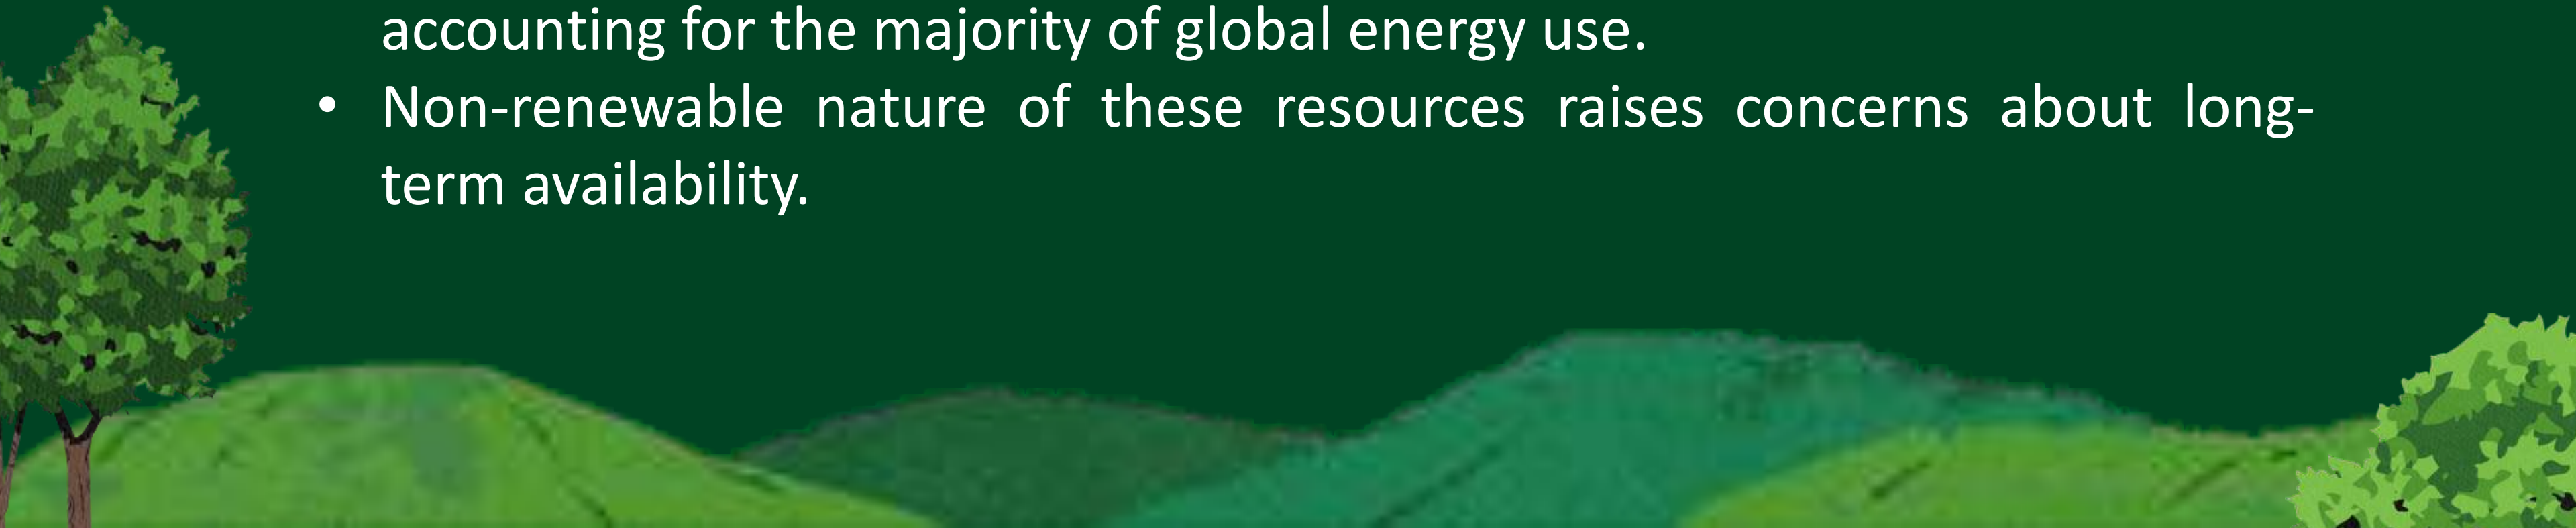 accounting for the majority of global energy use.
• Non-renewable nature of these resources raises concerns about long-
term availability.